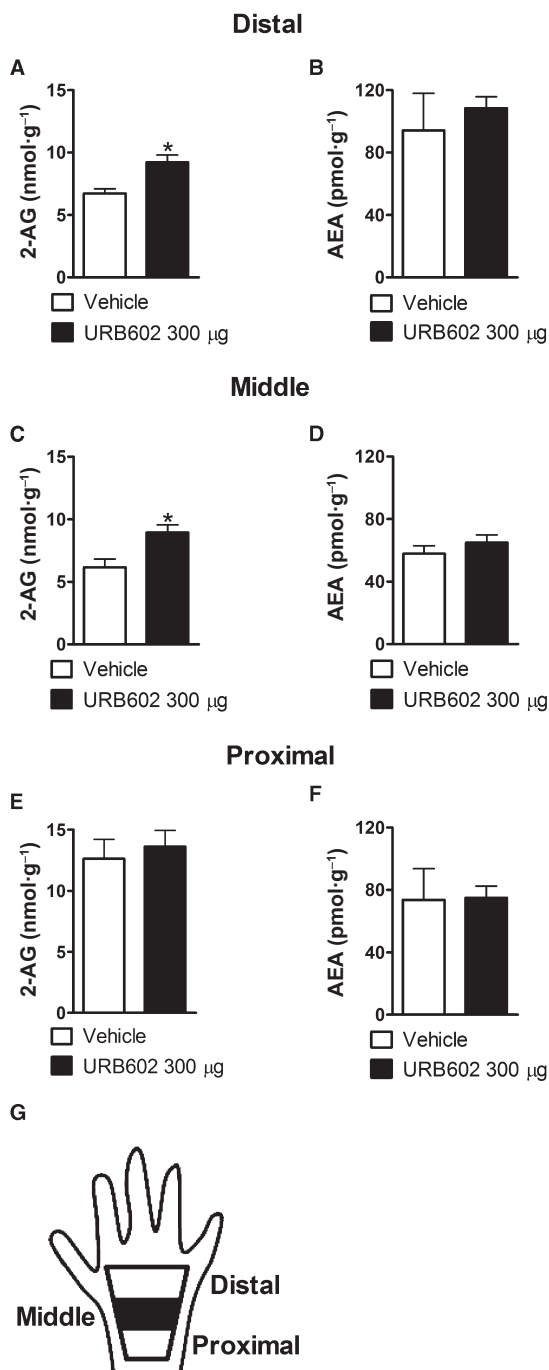 Distal
A
B
15
10
5
0
2-AG (nmol·g⁻¹)
*
Vehicle
URB602 300 μg
120
80
40
0
AEA (pmol·g⁻¹)
Vehicle
URB602 300 μg
Middle
C
D
15
10
5
0
2-AG (nmol·g⁻¹)
*
Vehicle
URB602 300 μg
120
80
40
0
AEA (pmol·g⁻¹)
Vehicle
URB602 300 μg
Proximal
E
F
15
10
5
0
2-AG (nmol·g⁻¹)
Vehicle
URB602 300 μg
120
80
40
0
AEA (pmol·g⁻¹)
Vehicle
URB602 300 μg
G
Distal
Middle
Proximal